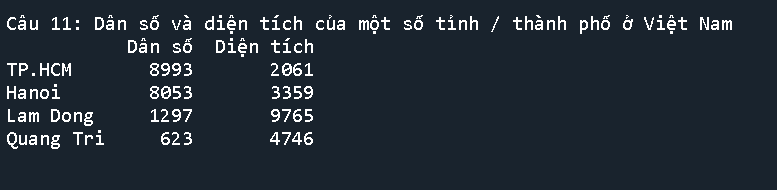 Câu 11: Dân số và diện tích của một số tỉnh / thành phố ở Việt Nam
Dân số Diện tích
TP.HCM 8993 2061
Hanoi 8053 3359
Lam Dong 1297 9765
Quang Tri 623 4746